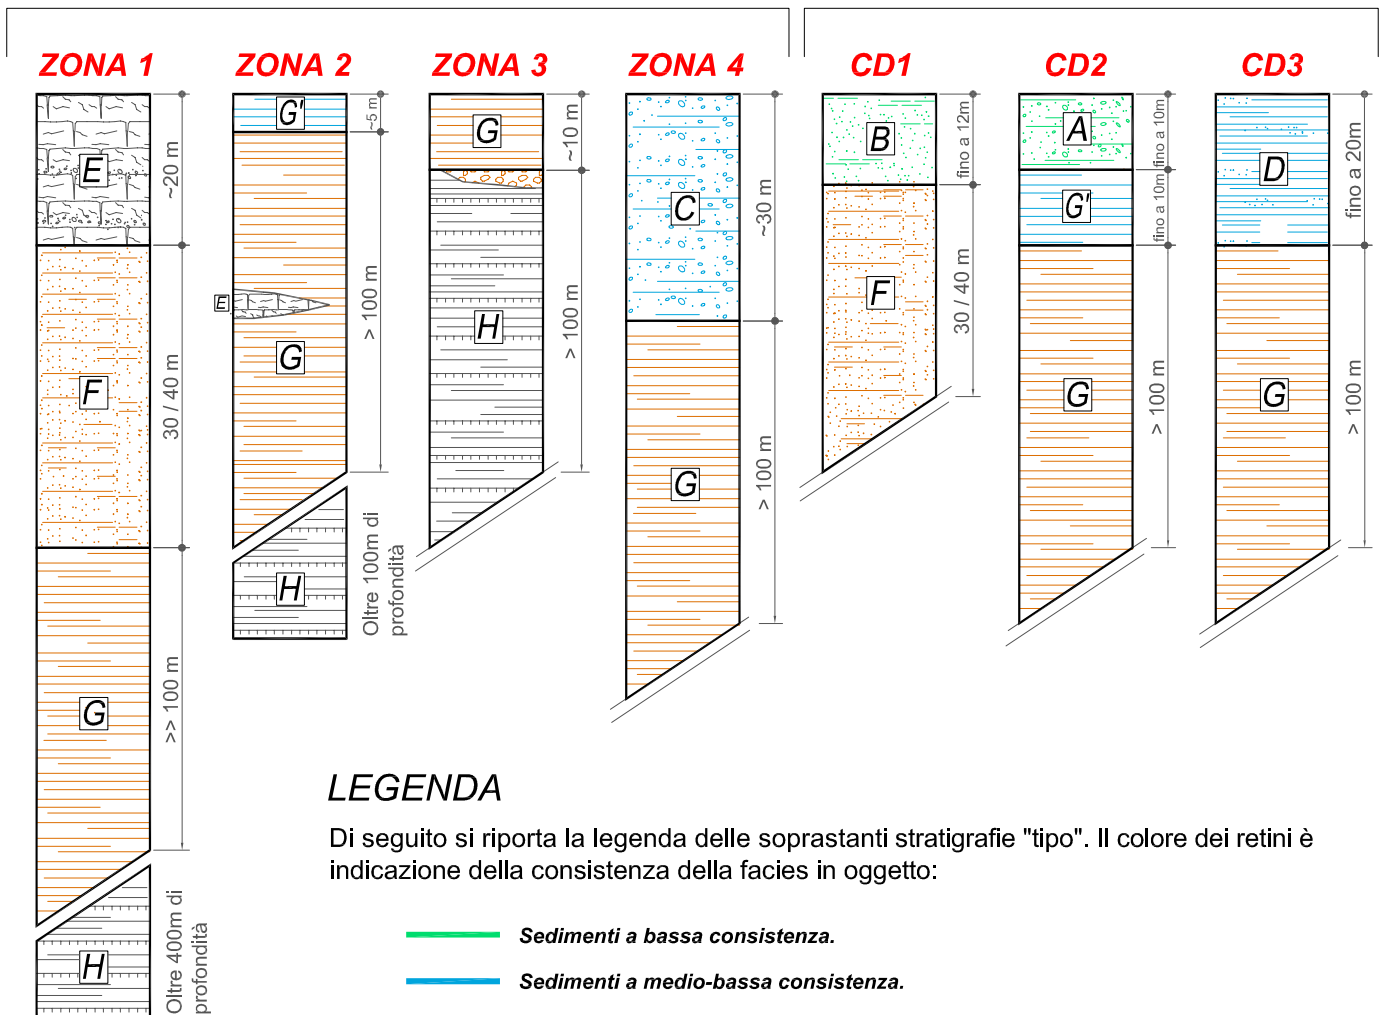 ZONA 1
ZONA 2
ZONA 3
ZONA 4
CD1
CD2
CD3
E
~20 m
F
30 / 40 m
G
>> 100 m
H
Oltre 400m di
profondità
G'
~5 m
E
G
> 100 m
H
Oltre 100m di
profondità
G
~10 m
H
> 100 m
C
~30 m
G
> 100 m
B
fino a 12m
F
30 / 40 m
A
fino a 10m
G'
fino a 10m
G
> 100 m
D
fino a 20m
G
> 100 m
LEGENDA
Di seguito si riporta la legenda delle soprastanti stratigrafie "tipo". Il colore dei retini è
indicazione della consistenza della facies in oggetto:
Sedimenti a bassa consistenza.
Sedimenti a medio-bassa consistenza.